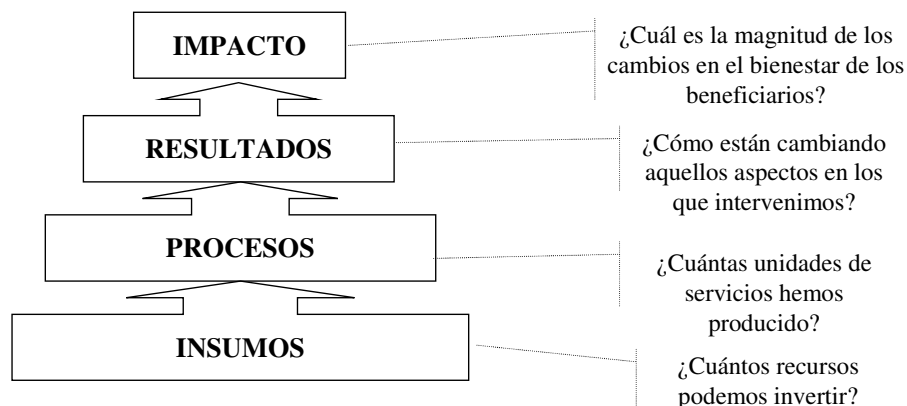 IMPACTO
¿Cuál es la magnitud de los
cambios en el bienestar de los
beneficiarios?
RESULTADOS
¿Cómo están cambiando
aquellos aspectos en los
que intervenimos?
PROCESOS
¿Cuántas unidades de
servicios hemos
producido?
INSUMOS
¿Cuántos recursos
podemos invertir?